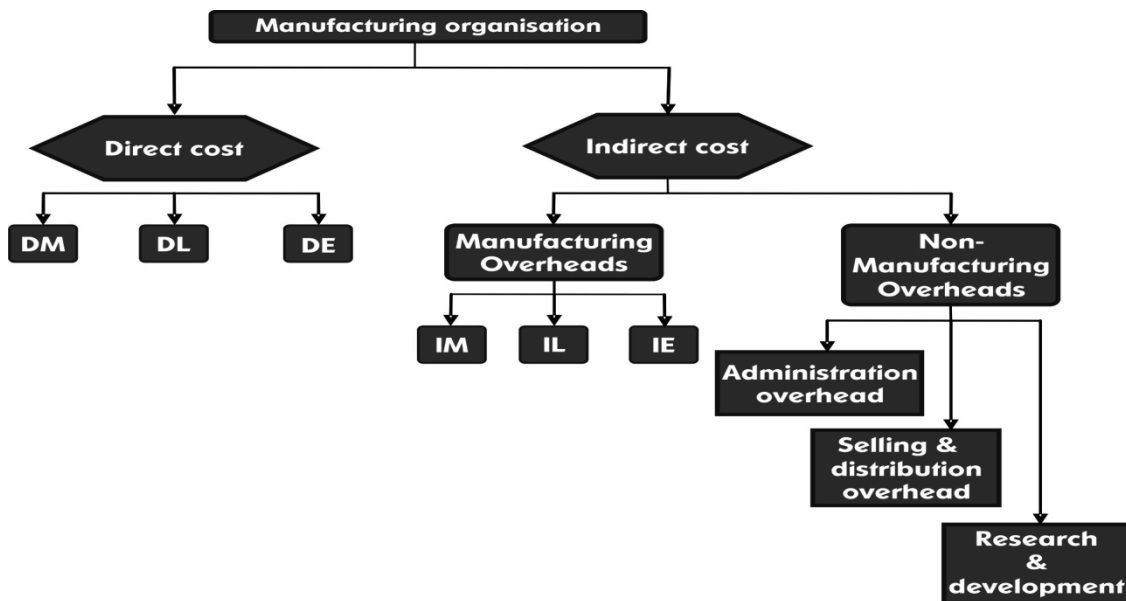 Manufacturing organisation
Direct cost
Indirect cost
DM
DL
DE
Manufacturing
Overheads
Non-
Manufacturing
Overheads
IM
IL
IE
Administration
overhead
Selling &
distribution
overhead
Research
&
development